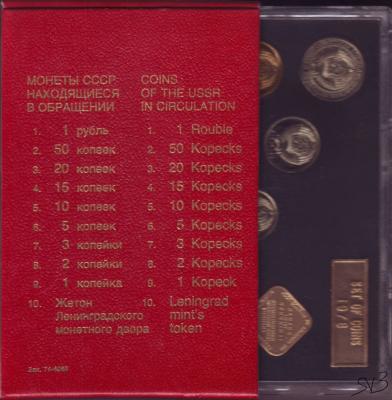 МОНЕТЫ СССР,
НАХОДЯЩИЕСЯ
В ОБРАЩЕНИИ
1. 1 рубль
2. 50 копеек
3. 20 копеек
4. 15 копеек
5. 10 копеек
6. 5 копеек
7. 3 копейки
8. 2 копейки
9. 1 копейка
10. Жетон
Ленинградского
монетного двора
COINS
OF THE USSR
IN CIRCULATION
1. 1 Rouble
2. 50 Kopecks
3. 20 Kopecks
4. 15 Kopecks
5. 10 Kopecks
6. 5 Kopecks
7. 3 Kopecks
8. 2 Kopecks
9. 1 Kopeck
10. Leningrad
mint's
token
SET OF COINS
SVB